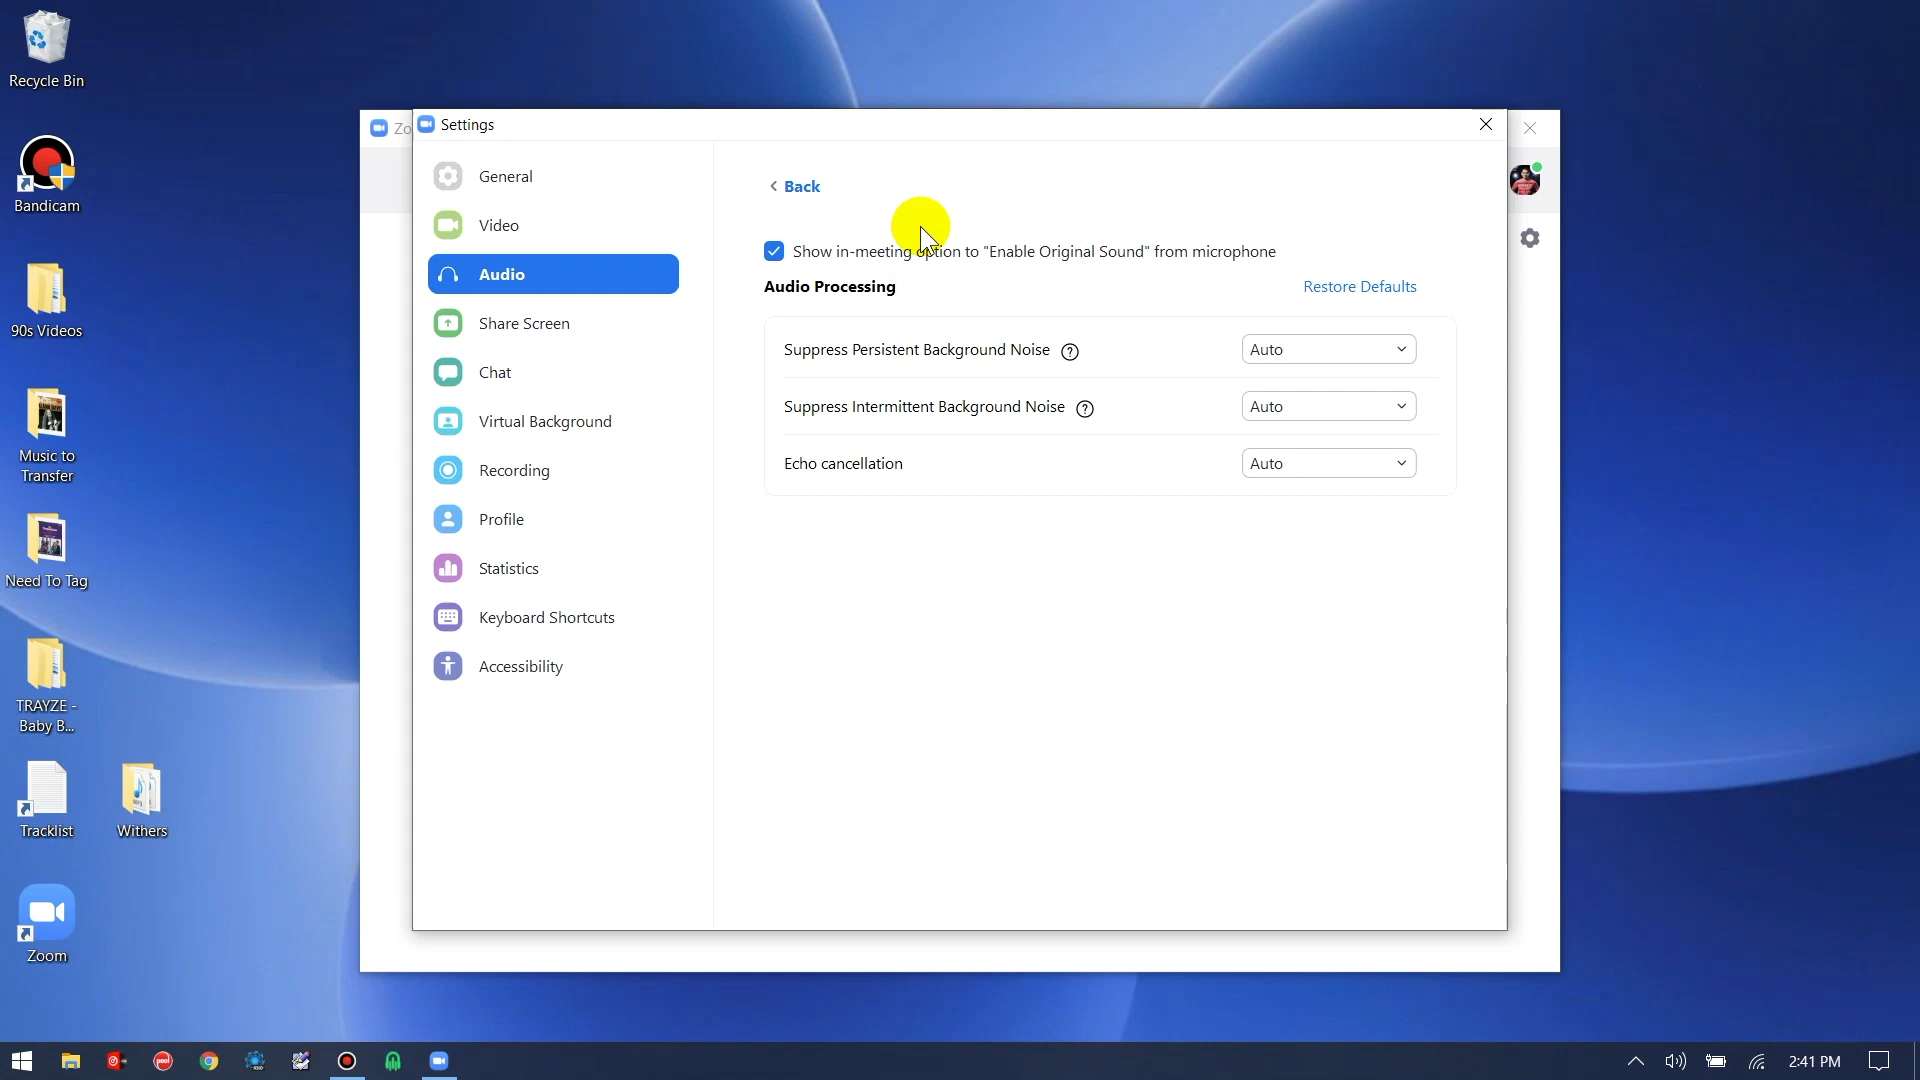 Recycle Bin
Bandicam
90s Videos
Music to
Transfer
Need To Tag
TRAYZE -
Baby B...
Tracklist
Withers
Zoom
Zo
Settings
General
Video
Audio
Share Screen
Chat
Virtual Background
Recording
Profile
Statistics
Keyboard Shortcuts
Accessibility
Back
Show in-meeting option to "Enable Original Sound" from microphone
Audio Processing
Restore Defaults
Suppress Persistent Background Noise ?
Auto
Suppress Intermittent Background Noise ?
Auto
Echo cancellation
Auto
2:41 PM